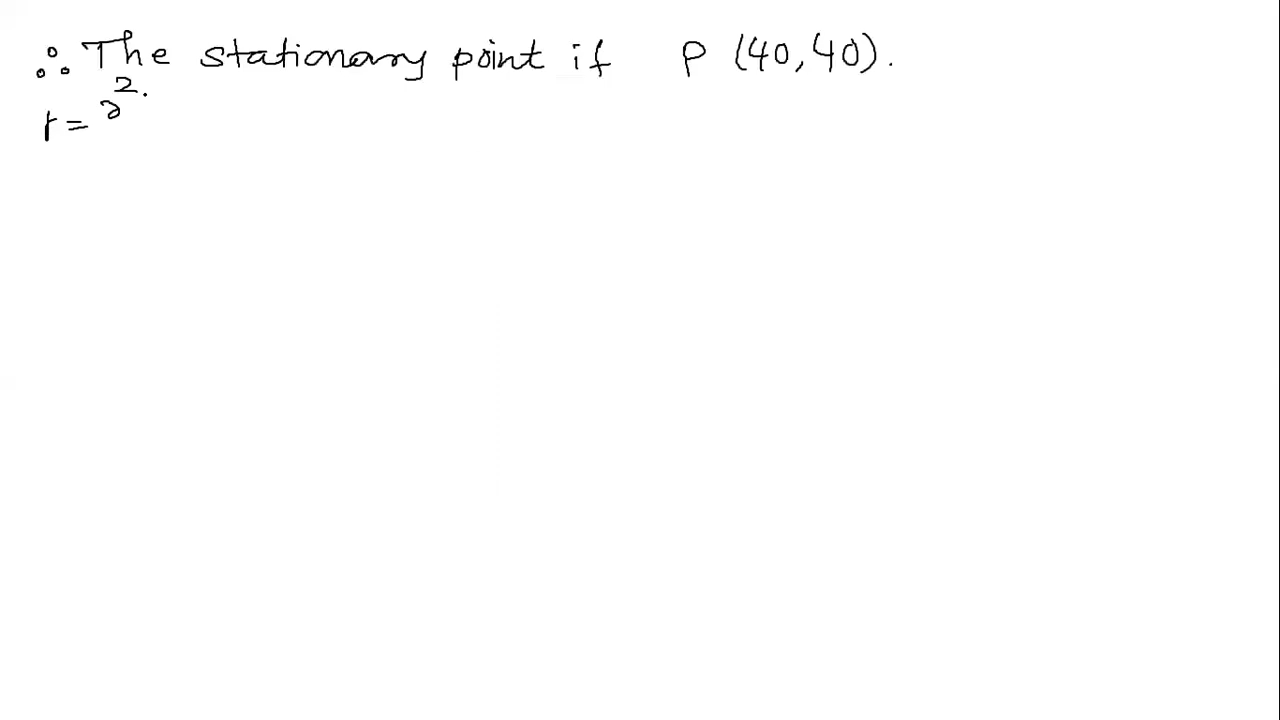 ∴ The stationary point if P (40,40).
r = ∂².